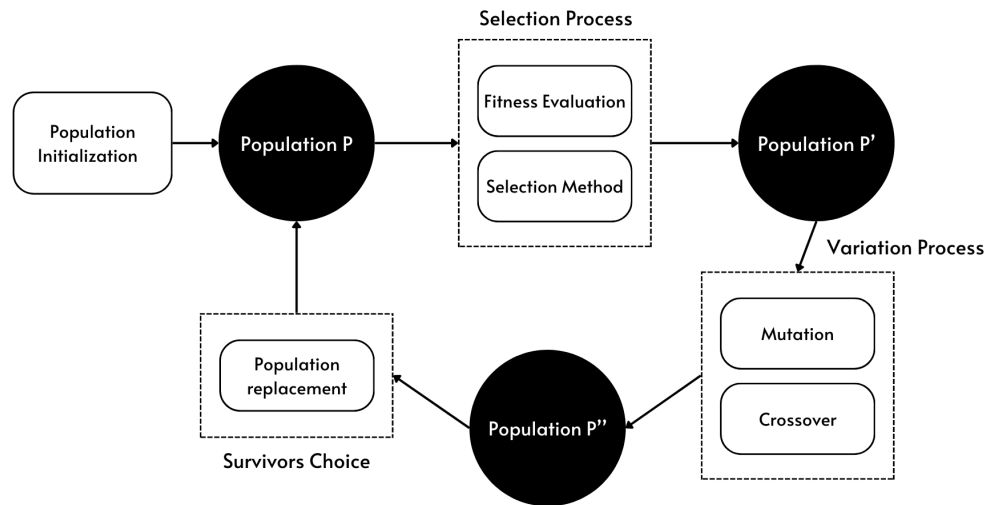 Selection Process
Population
Initialization
Population P
Fitness Evaluation
Selection Method
Population P’
Variation Process
Mutation
Crossover
Population P’’
Population
replacement
Survivors Choice